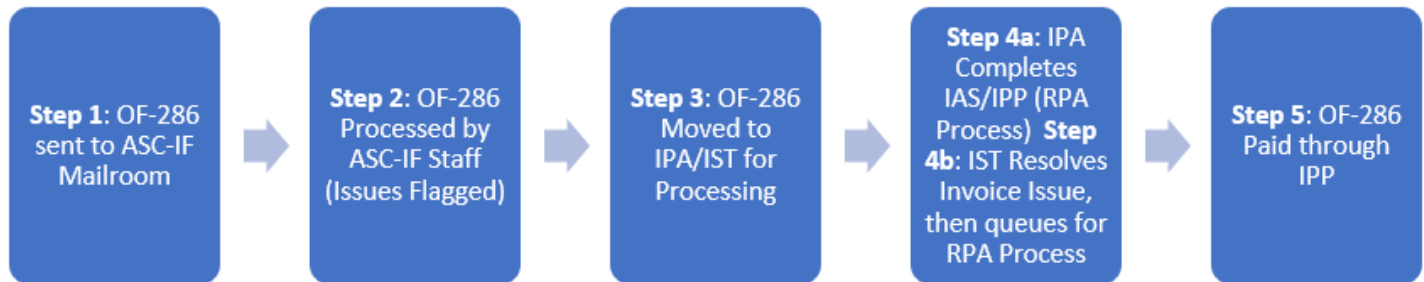 Step 1: OF-286
sent to ASC-IF
Mailroom
Step 2: OF-286
Processed by
ASC-IF Staff
(Issues Flagged)
Step 3: OF-286
Moved to
IPA/IST for
Processing
Step 4a: IPA
Completes
IAS/IPP (RPA
Process) Step
4b: IST Resolves
Invoice Issue,
then queues for
RPA Process
Step 5: OF-286
Paid through
IPP